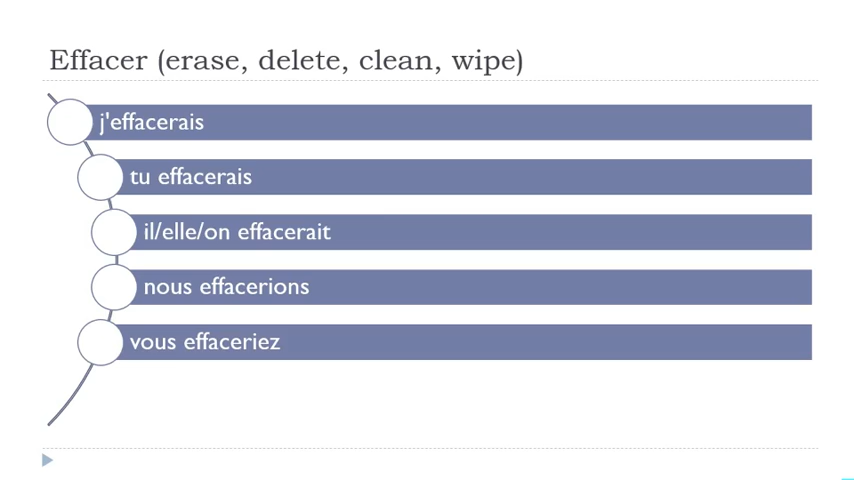 Effacer (erase, delete, clean, wipe)
j'effacerais
tu effacerais
il/elle/on effacerait
nous effacerions
vous effaceriez